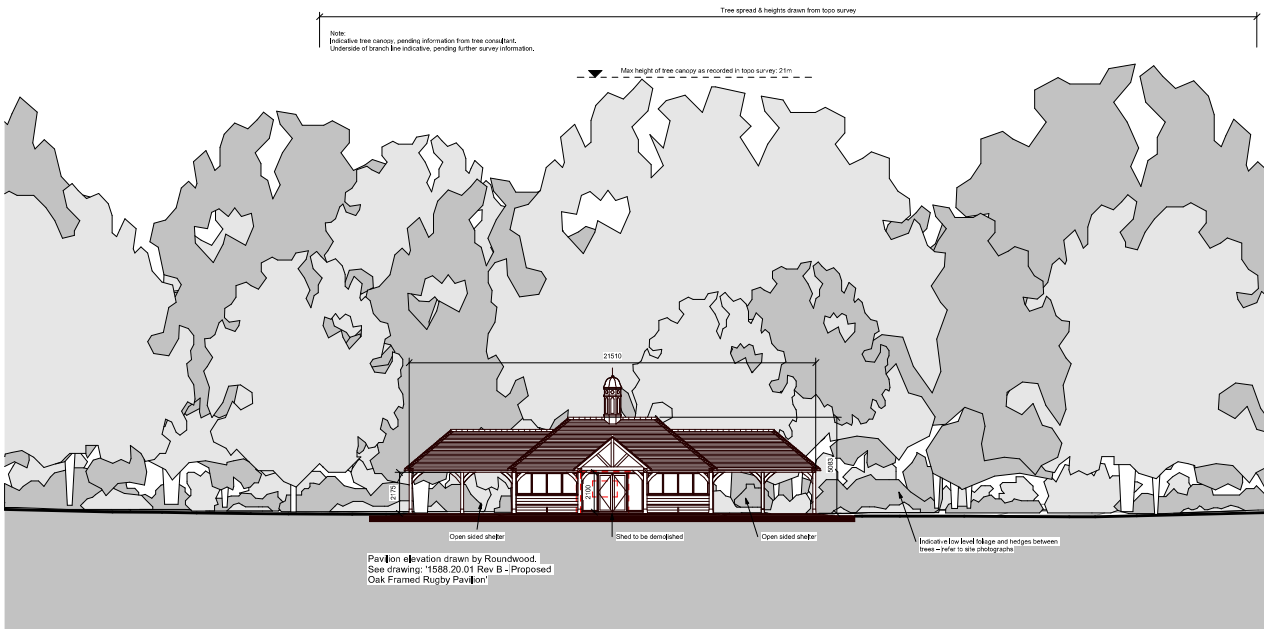 Tree spread & heights drawn from topo survey
Note:
Indicative tree canopy, pending information from tree consultant.
Underside of branch line indicative, pending further survey information.
Max height of tree canopy as recorded in topo survey: 21m
21510
5083
2175
2100
Open sided shelter
Shed to be demolished
Open sided shelter
Indicative low level foliage and hedges between
trees – refer to site photographs
Pavilion elevation drawn by Roundwood.
See drawing: '1588.20.01 Rev B - Proposed
Oak Framed Rugby Pavilion'